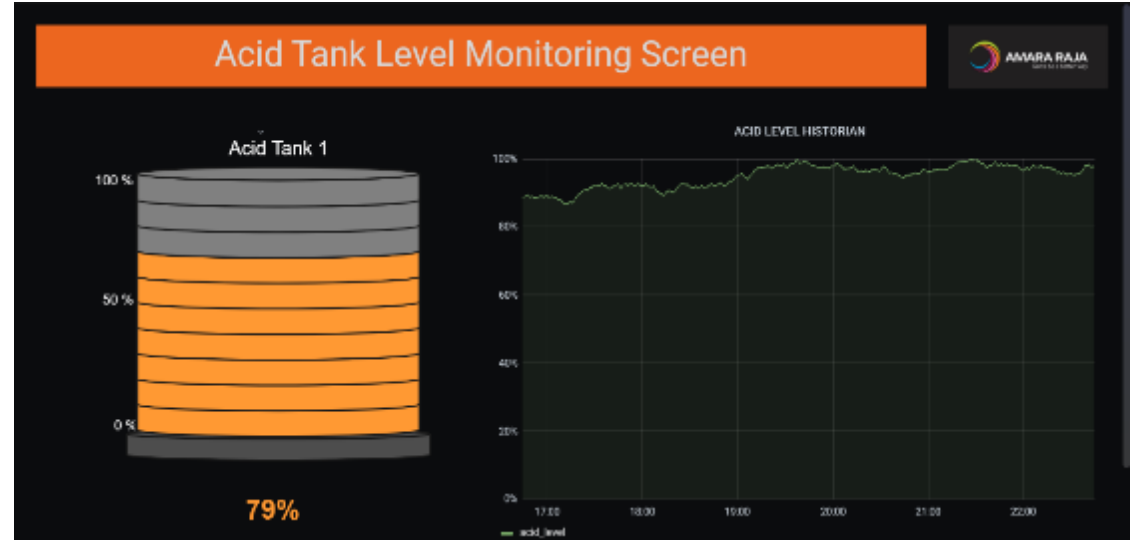 Acid Tank Level Monitoring Screen
AMARA RAJA
Acid Tank 1
100 %
50 %
0 %
79%
ACID LEVEL HISTORIAN
100%
80%
60%
40%
20%
0%
17:00 18:00 19:00 20:00 21:00 22:00
acid_level